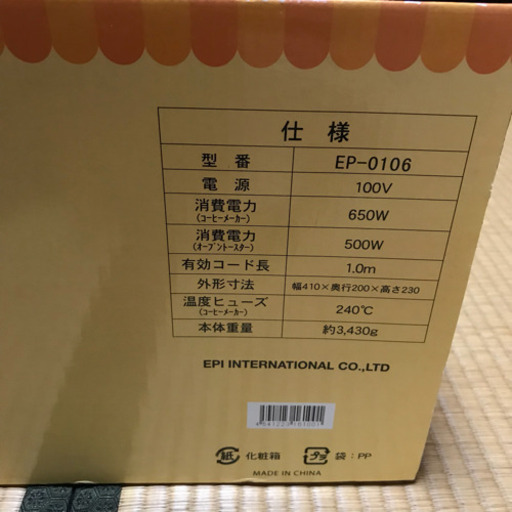 仕様
型番 EP-0106
電源 100V
消費電力 650W
(コーヒーメーカー)
消費電力 500W
(オーブントースター)
有効コード長 1.0m
外形寸法 幅410×奥行200×高さ230
温度ヒューズ 240℃
(コーヒーメーカー)
本体重量 約3,430g
EPI INTERNATIONAL CO.,LTD
紙 化粧箱 プラ 袋:PP
MADE IN CHINA